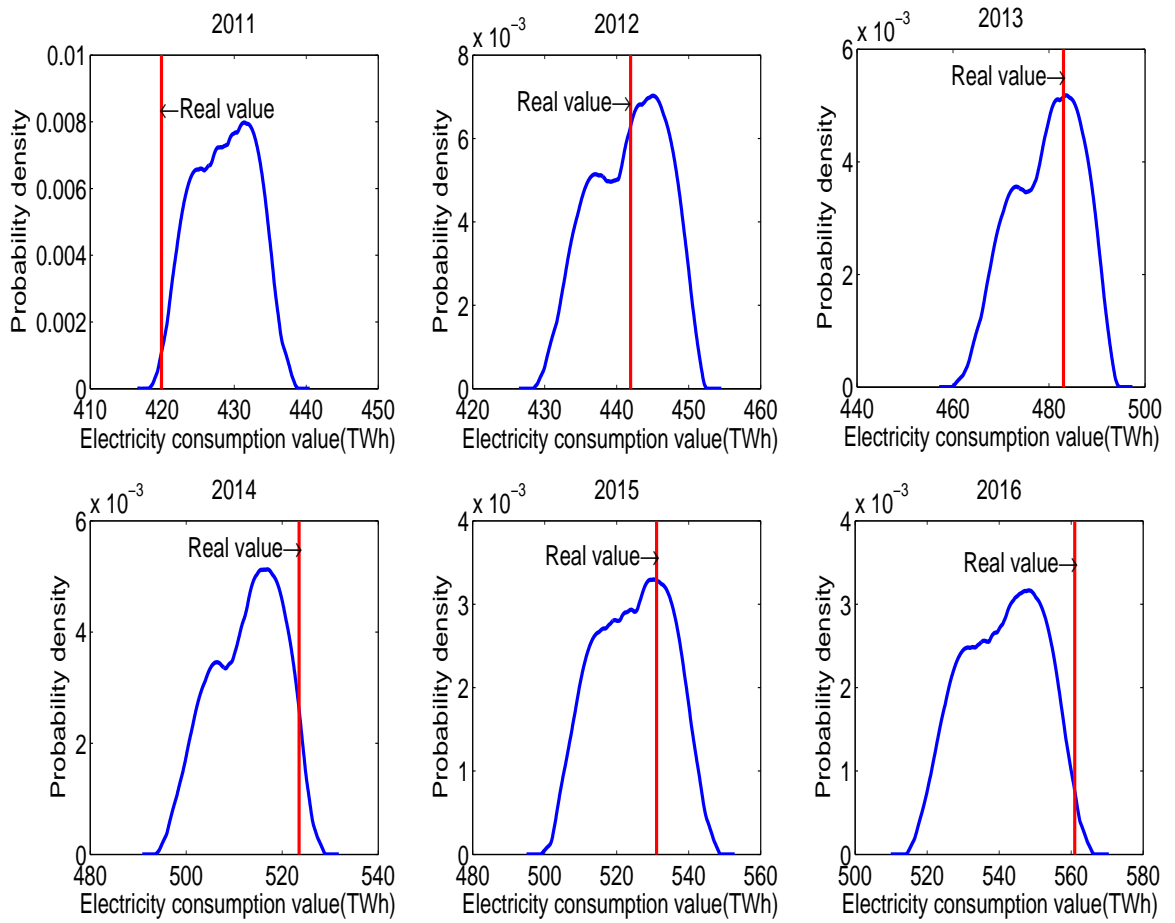 2011
0.01
0.008
0.006
0.004
0.002
0
410 420 430 440 450
Probability density
←Real value
Electricity consumption value(TWh)
2012
x 10⁻³
8
6
4
2
0
420 430 440 450 460
Probability density
Real value→
Electricity consumption value(TWh)
2013
x 10⁻³
6
4
2
0
440 460 480 500
Probability density
Real value→
Electricity consumption value(TWh)
2014
x 10⁻³
6
4
2
0
480 500 520 540
Probability density
Real value→
Electricity consumption value(TWh)
2015
x 10⁻³
4
3
2
1
0
480 500 520 540 560
Probability density
Real value→
Electricity consumption value(TWh)
2016
x 10⁻³
4
3
2
1
0
500 520 540 560 580
Probability density
Real value→
Electricity consumption value(TWh)